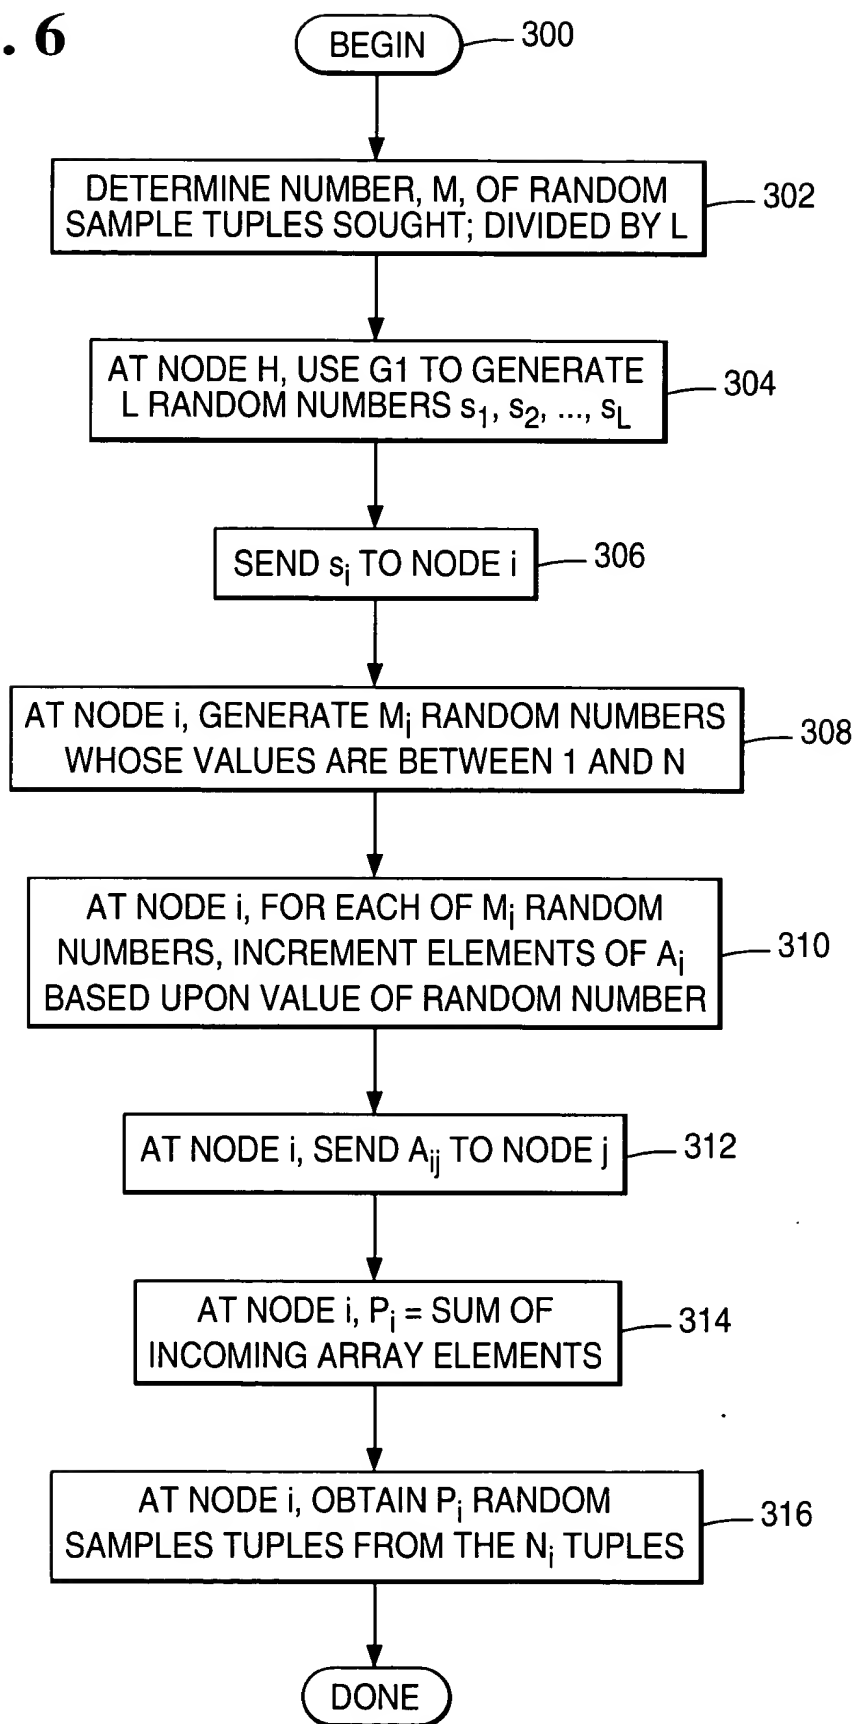 . 6
BEGIN
300
DETERMINE NUMBER, M, OF RANDOM
SAMPLE TUPLES SOUGHT; DIVIDED BY L
302
AT NODE H, USE G1 TO GENERATE
L RANDOM NUMBERS s1, s2, ..., sL
304
SEND si TO NODE i
306
AT NODE i, GENERATE Mi RANDOM NUMBERS
WHOSE VALUES ARE BETWEEN 1 AND N
308
AT NODE i, FOR EACH OF Mi RANDOM
NUMBERS, INCREMENT ELEMENTS OF Ai
BASED UPON VALUE OF RANDOM NUMBER
310
AT NODE i, SEND Aij TO NODE j
312
AT NODE i, Pi = SUM OF
INCOMING ARRAY ELEMENTS
314
AT NODE i, OBTAIN Pi RANDOM
SAMPLES TUPLES FROM THE Ni TUPLES
316
DONE